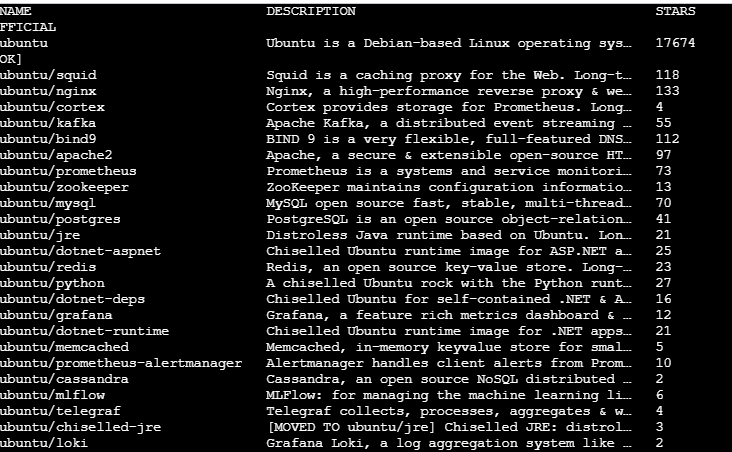 NAME DESCRIPTION STARS
FFICIAL
ubuntu Ubuntu is a Debian-based Linux operating sys… 17674
OK]
ubuntu/squid Squid is a caching proxy for the Web. Long-t… 118
ubuntu/nginx Nginx, a high-performance reverse proxy & we… 133
ubuntu/cortex Cortex provides storage for Prometheus. Long… 4
ubuntu/kafka Apache Kafka, a distributed event streaming … 55
ubuntu/bind9 BIND 9 is a very flexible, full-featured DNS… 112
ubuntu/apache2 Apache, a secure & extensible open-source HT… 97
ubuntu/prometheus Prometheus is a systems and service monitori… 73
ubuntu/zookeeper ZooKeeper maintains configuration informatio… 13
ubuntu/mysql MySQL open source fast, stable, multi-thread… 70
ubuntu/postgres PostgreSQL is an open source object-relation… 41
ubuntu/jre Distroless Java runtime based on Ubuntu. Lon… 21
ubuntu/dotnet-aspnet Chiselled Ubuntu runtime image for ASP.NET a… 25
ubuntu/redis Redis, an open source key-value store. Long-… 23
ubuntu/python A chiselled Ubuntu rock with the Python runt… 27
ubuntu/dotnet-deps Chiselled Ubuntu for self-contained .NET & A… 16
ubuntu/grafana Grafana, a feature rich metrics dashboard & … 12
ubuntu/dotnet-runtime Chiselled Ubuntu runtime image for .NET apps… 21
ubuntu/memcached Memcached, in-memory keyvalue store for smal… 5
ubuntu/prometheus-alertmanager Alertmanager handles client alerts from Prom… 10
ubuntu/cassandra Cassandra, an open source NoSQL distributed … 2
ubuntu/mlflow MLFlow: for managing the machine learning li… 6
ubuntu/telegraf Telegraf collects, processes, aggregates & w… 4
ubuntu/chiselled-jre [MOVED TO ubuntu/jre] Chiselled JRE: distrol… 3
ubuntu/loki Grafana Loki, a log aggregation system like … 2